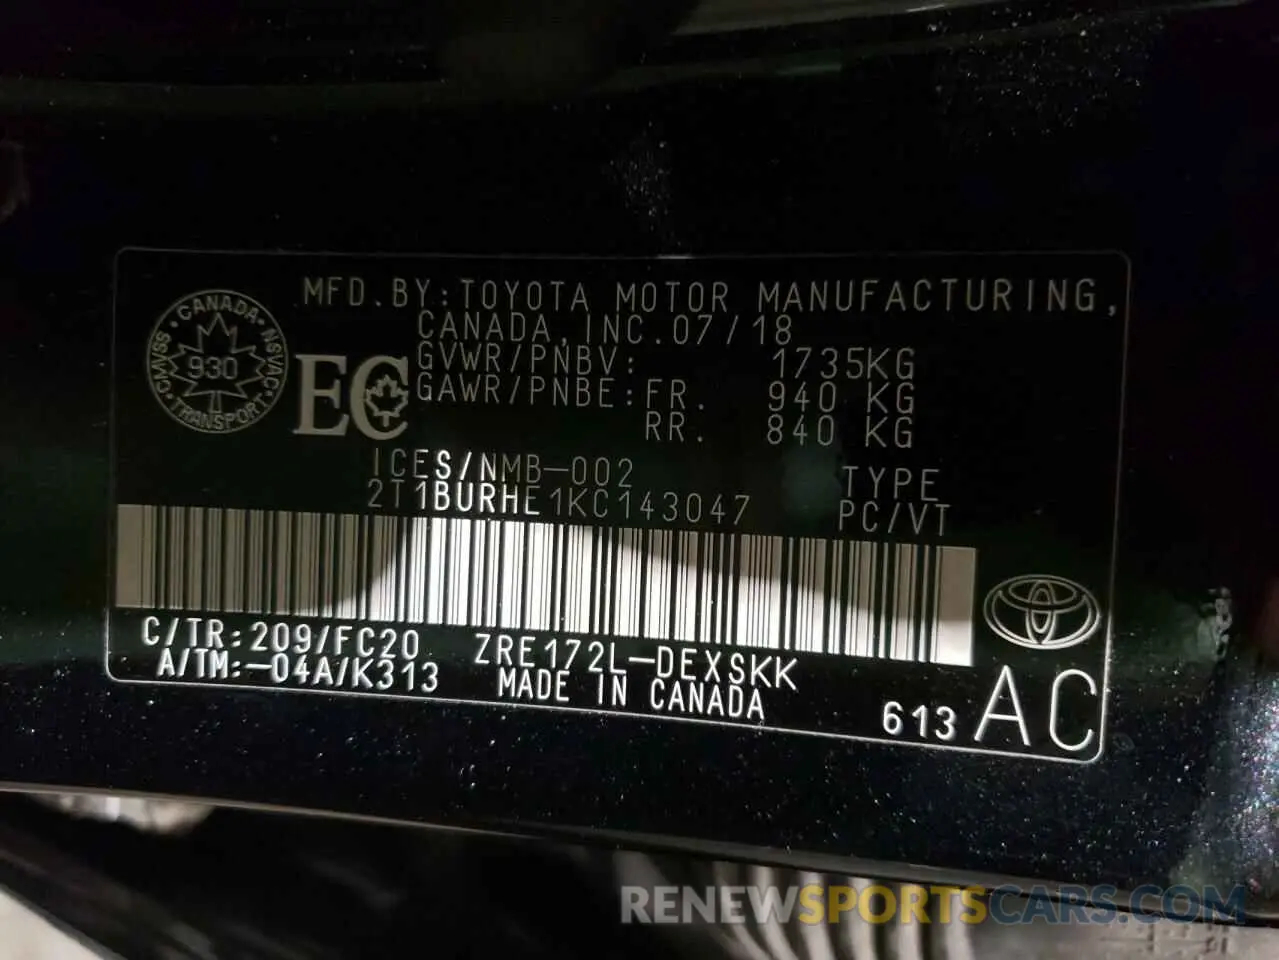 MFD.BY:TOYOTA MOTOR MANUFACTURING,
CANADA,INC.07/18
GVWR/PNBV: 1735KG
GAWR/PNBE:FR. 940 KG
RR. 840 KG
CANADA · NSVAC · TRANSPORT · CMVSS
930
EC
ICES/NMB-002
2T1BURHE1KC143047
TYPE
PC/VT
C/TR:209/FC20 ZRE172L-DEXSKK
A/TM:-04A/K313 MADE IN CANADA
613 AC
RENEWSPORTSCARS.COM